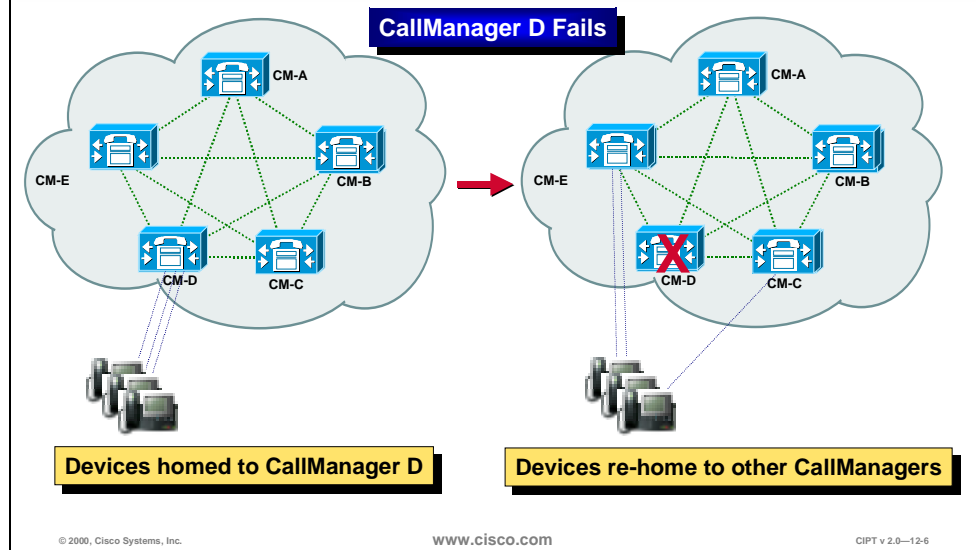 CallManager D Fails
CM-A
CM-E
CM-B
CM-D
CM-C
CM-A
CM-E
CM-B
X
CM-D
CM-C
Devices homed to CallManager D
Devices re-home to other CallManagers
© 2000, Cisco Systems, Inc.
www.cisco.com
CIPT v 2.0—12-6